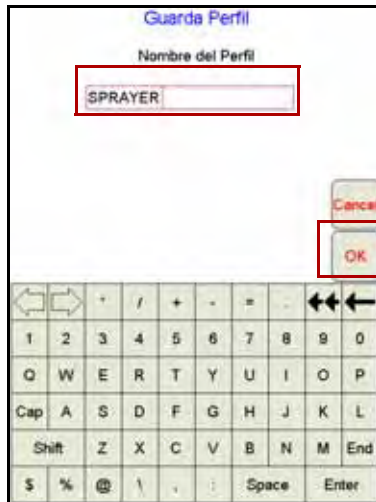 Guarda Perfil
Nombre del Perfil
SPRAYER
Cancel
OK
* / + - =
1 2 3 4 5 6 7 8 9 0
Q W E R T Y U I O P
Cap A S D F G H J K L
Shift Z X C V B N M End
$ % @ \ , : Space Enter